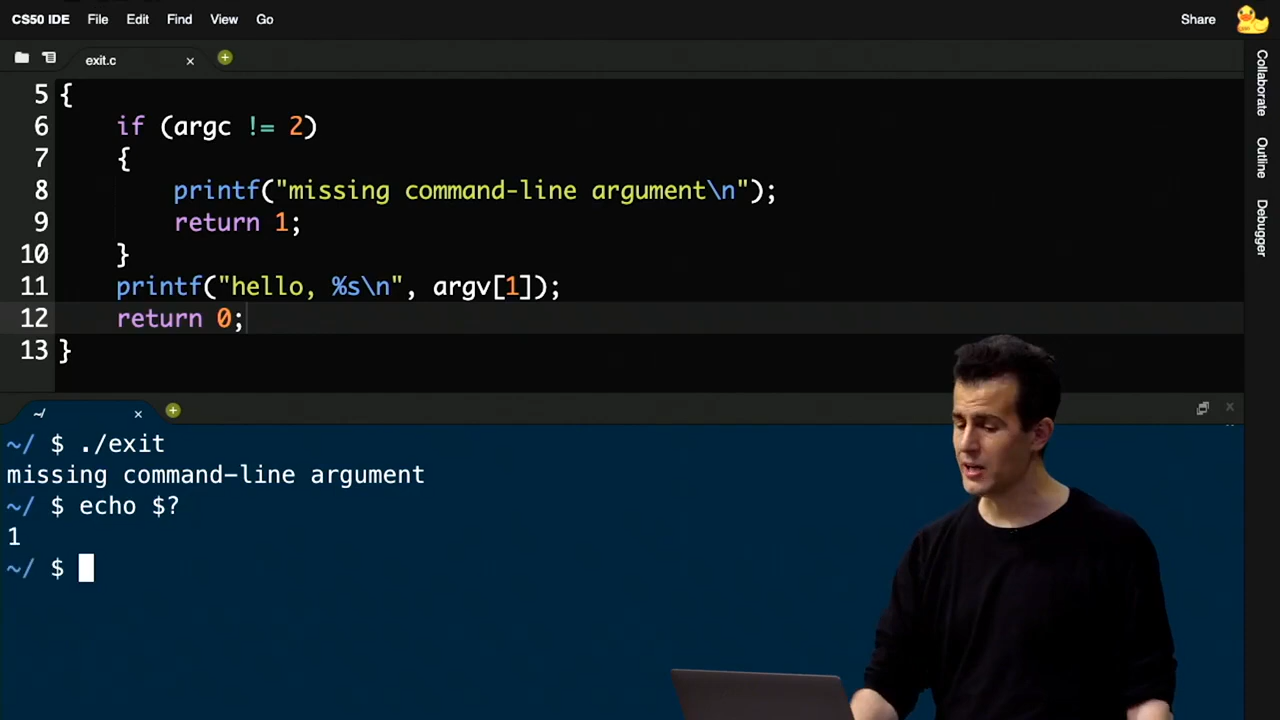 CS50 IDE File Edit Find View Go Share
exit.c
Collaborate
Outline
Debugger
5 {
6 if (argc != 2)
7 {
8 printf("missing command-line argument\n");
9 return 1;
10 }
11 printf("hello, %s\n", argv[1]);
12 return 0;
13 }
~/
~/ $ ./exit
missing command-line argument
~/ $ echo $?
1
~/ $